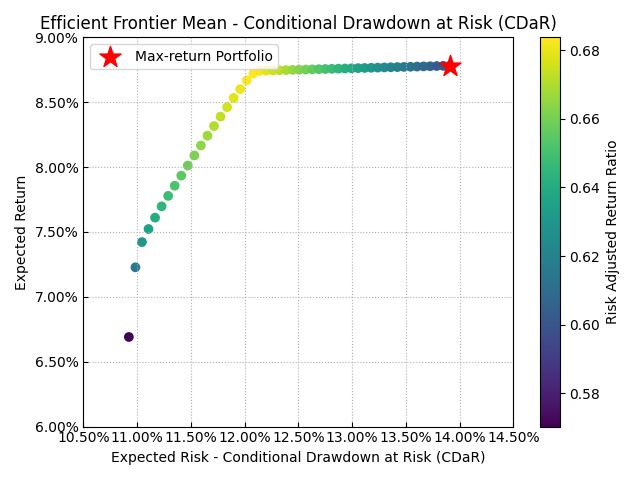 Efficient Frontier Mean - Conditional Drawdown at Risk (CDaR)
Max-return Portfolio
9.00%
8.50%
8.00%
7.50%
7.00%
6.50%
6.00%
Expected Return
10.50% 11.00% 11.50% 12.00% 12.50% 13.00% 13.50% 14.00% 14.50%
Expected Risk - Conditional Drawdown at Risk (CDaR)
0.68
0.66
0.64
0.62
0.60
0.58
Risk Adjusted Return Ratio